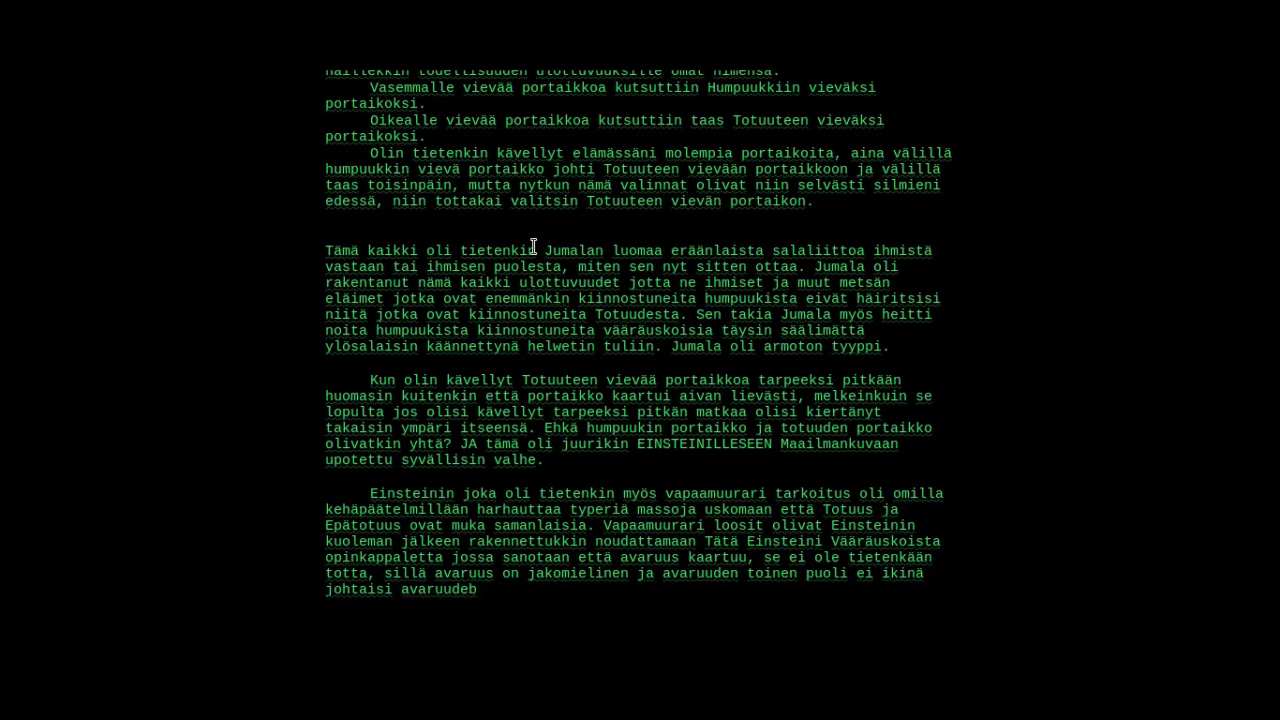 näillekkin todellisuuden ulottuvuuksille omat nimensä.
Vasemmalle vievää portaikkoa kutsuttiin Humpuukkiin vieväksi
portaikoksi.
Oikealle vievää portaikkoa kutsuttiin taas Totuuteen vieväksi
portaikoksi.
Olin tietenkin kävellyt elämässäni molempia portaikoita, aina välillä
humpuukkin vievä portaikko johti Totuuteen vievään portaikkoon ja välillä
taas toisinpäin, mutta nytkun nämä valinnat olivat niin selvästi silmieni
edessä, niin tottakai valitsin Totuuteen vievän portaikon.
Tämä kaikki oli tietenkin Jumalan luomaa eräänlaista salaliittoa ihmistä
vastaan tai ihmisen puolesta, miten sen nyt sitten ottaa. Jumala oli
rakentanut nämä kaikki ulottuvuudet jotta ne ihmiset ja muut metsän
eläimet jotka ovat enemmänkin kiinnostuneita humpuukista eivät häiritsisi
niitä jotka ovat kiinnostuneita Totuudesta. Sen takia Jumala myös heitti
noita humpuukista kiinnostuneita vääräuskoisia täysin säälimättä
ylösalaisin käännettynä helwetin tuliin. Jumala oli armoton tyyppi.
Kun olin kävellyt Totuuteen vievää portaikkoa tarpeeksi pitkään
huomasin kuitenkin että portaikko kaartui aivan lievästi, melkeinkuin se
lopulta jos olisi kävellyt tarpeeksi pitkän matkaa olisi kiertänyt
takaisin ympäri itseensä. Ehkä humpuukin portaikko ja totuuden portaikko
olivatkin yhtä? JA tämä oli juurikin EINSTEINILLESEEN Maailmankuvaan
upotettu syvällisin valhe.
Einsteinin joka oli tietenkin myös vapaamuurari tarkoitus oli omilla
kehäpäätelmillään harhauttaa typeriä massoja uskomaan että Totuus ja
Epätotuus ovat muka samanlaisia. Vapaamuurari loosit olivat Einsteinin
kuoleman jälkeen rakennettukkin noudattamaan Tätä Einsteini Vääräuskoista
opinkappaletta jossa sanotaan että avaruus kaartuu, se ei ole tietenkään
totta, sillä avaruus on jakomielinen ja avaruuden toinen puoli ei ikinä
johtaisi avaruudeb